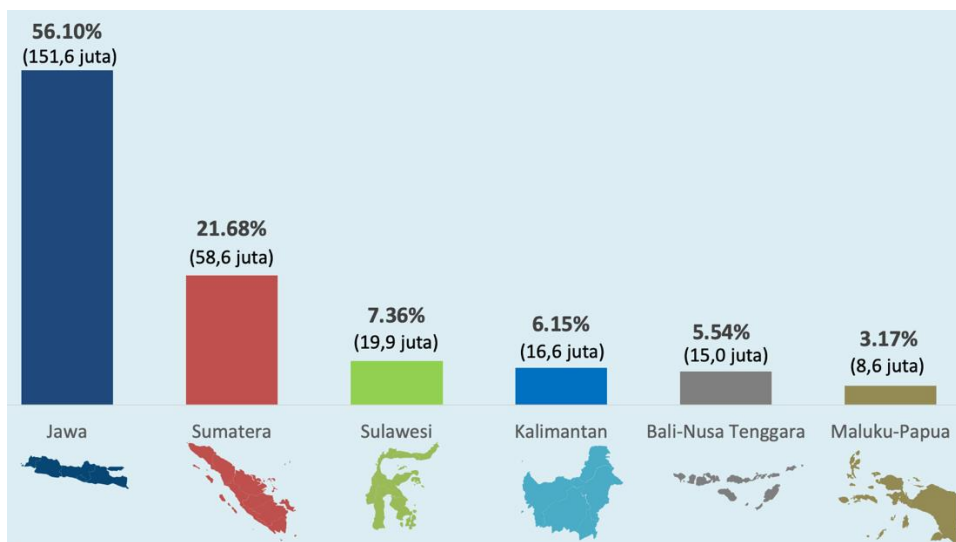 56.10%
(151,6 juta)
21.68%
(58,6 juta)
7.36%
(19,9 juta)
6.15%
(16,6 juta)
5.54%
(15,0 juta)
3.17%
(8,6 juta)
Jawa
Sumatera
Sulawesi
Kalimantan
Bali-Nusa Tenggara
Maluku-Papua